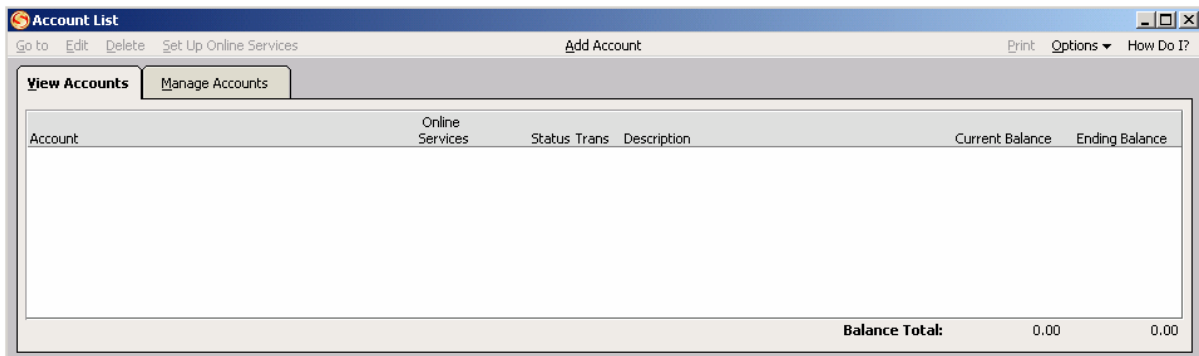 Account List
Go to Edit Delete Set Up Online Services Add Account Print Options How Do I?
View Accounts Manage Accounts
Account Online Services Status Trans Description Current Balance Ending Balance
Balance Total: 0.00 0.00